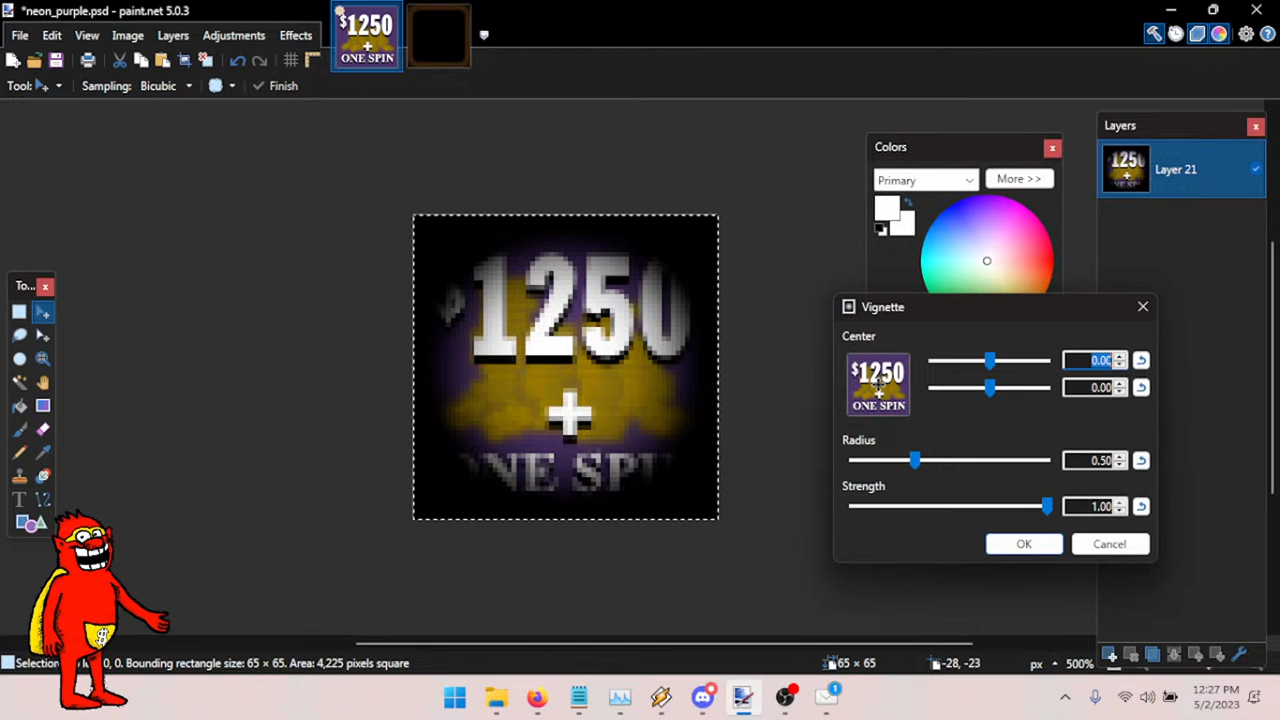 *neon_purple.psd - paint.net 5.0.3
$1250
+
ONE SPIN
File Edit View Image Layers Adjustments Effects
Tool: Sampling: Bicubic Finish
Layers
Layer 21
Colors
Primary More >>
1250
+
ONE SPIN
To...
Vignette
Center
0.00
0.00
$1250
+
ONE SPIN
Radius
0.50
Strength
1.00
OK Cancel
0, 0. Bounding rectangle size: 65 × 65. Area: 4,225 pixels square
65 × 65 -28, -23 px 500%
12:27 PM
5/2/2023